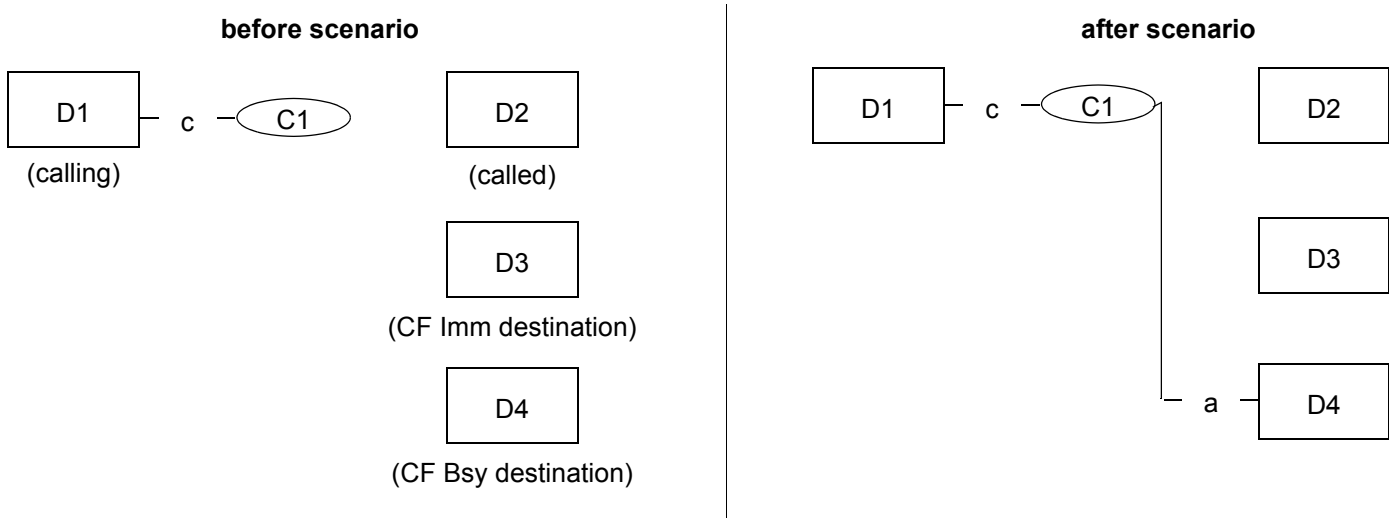 before scenario
D1
c
C1
(calling)
D2
(called)
D3
(CF Imm destination)
D4
(CF Bsy destination)
after scenario
D1
c
C1
D2
D3
a
D4